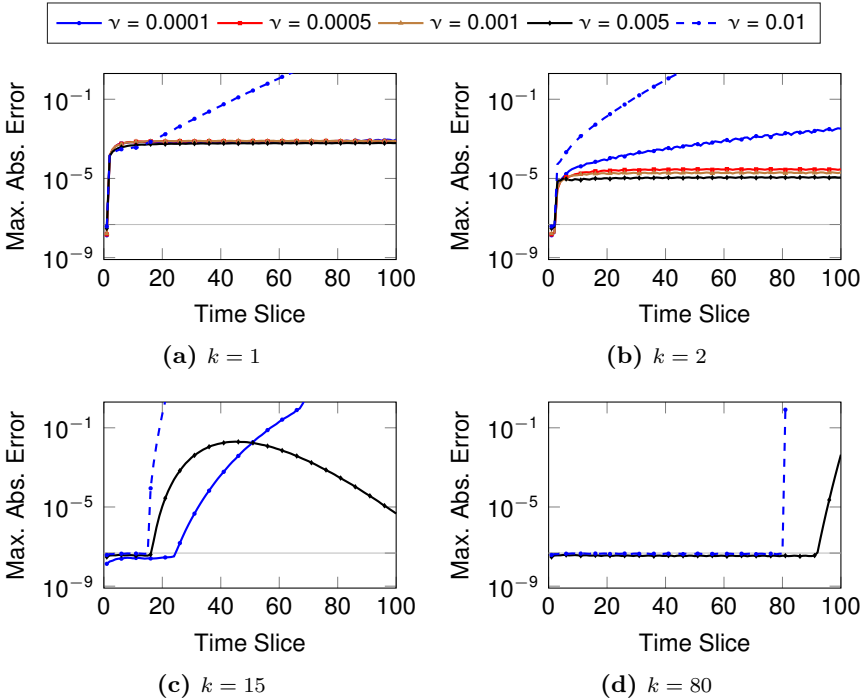 ν = 0.0001 ν = 0.0005 ν = 0.001 ν = 0.005 ν = 0.01
10−1
10−5
10−9
0 20 40 60 80 100
Max. Abs. Error
Time Slice
(a) k = 1
10−1
10−5
10−9
0 20 40 60 80 100
Max. Abs. Error
Time Slice
(b) k = 2
10−1
10−5
10−9
0 20 40 60 80 100
Max. Abs. Error
Time Slice
(c) k = 15
10−1
10−5
10−9
0 20 40 60 80 100
Max. Abs. Error
Time Slice
(d) k = 80